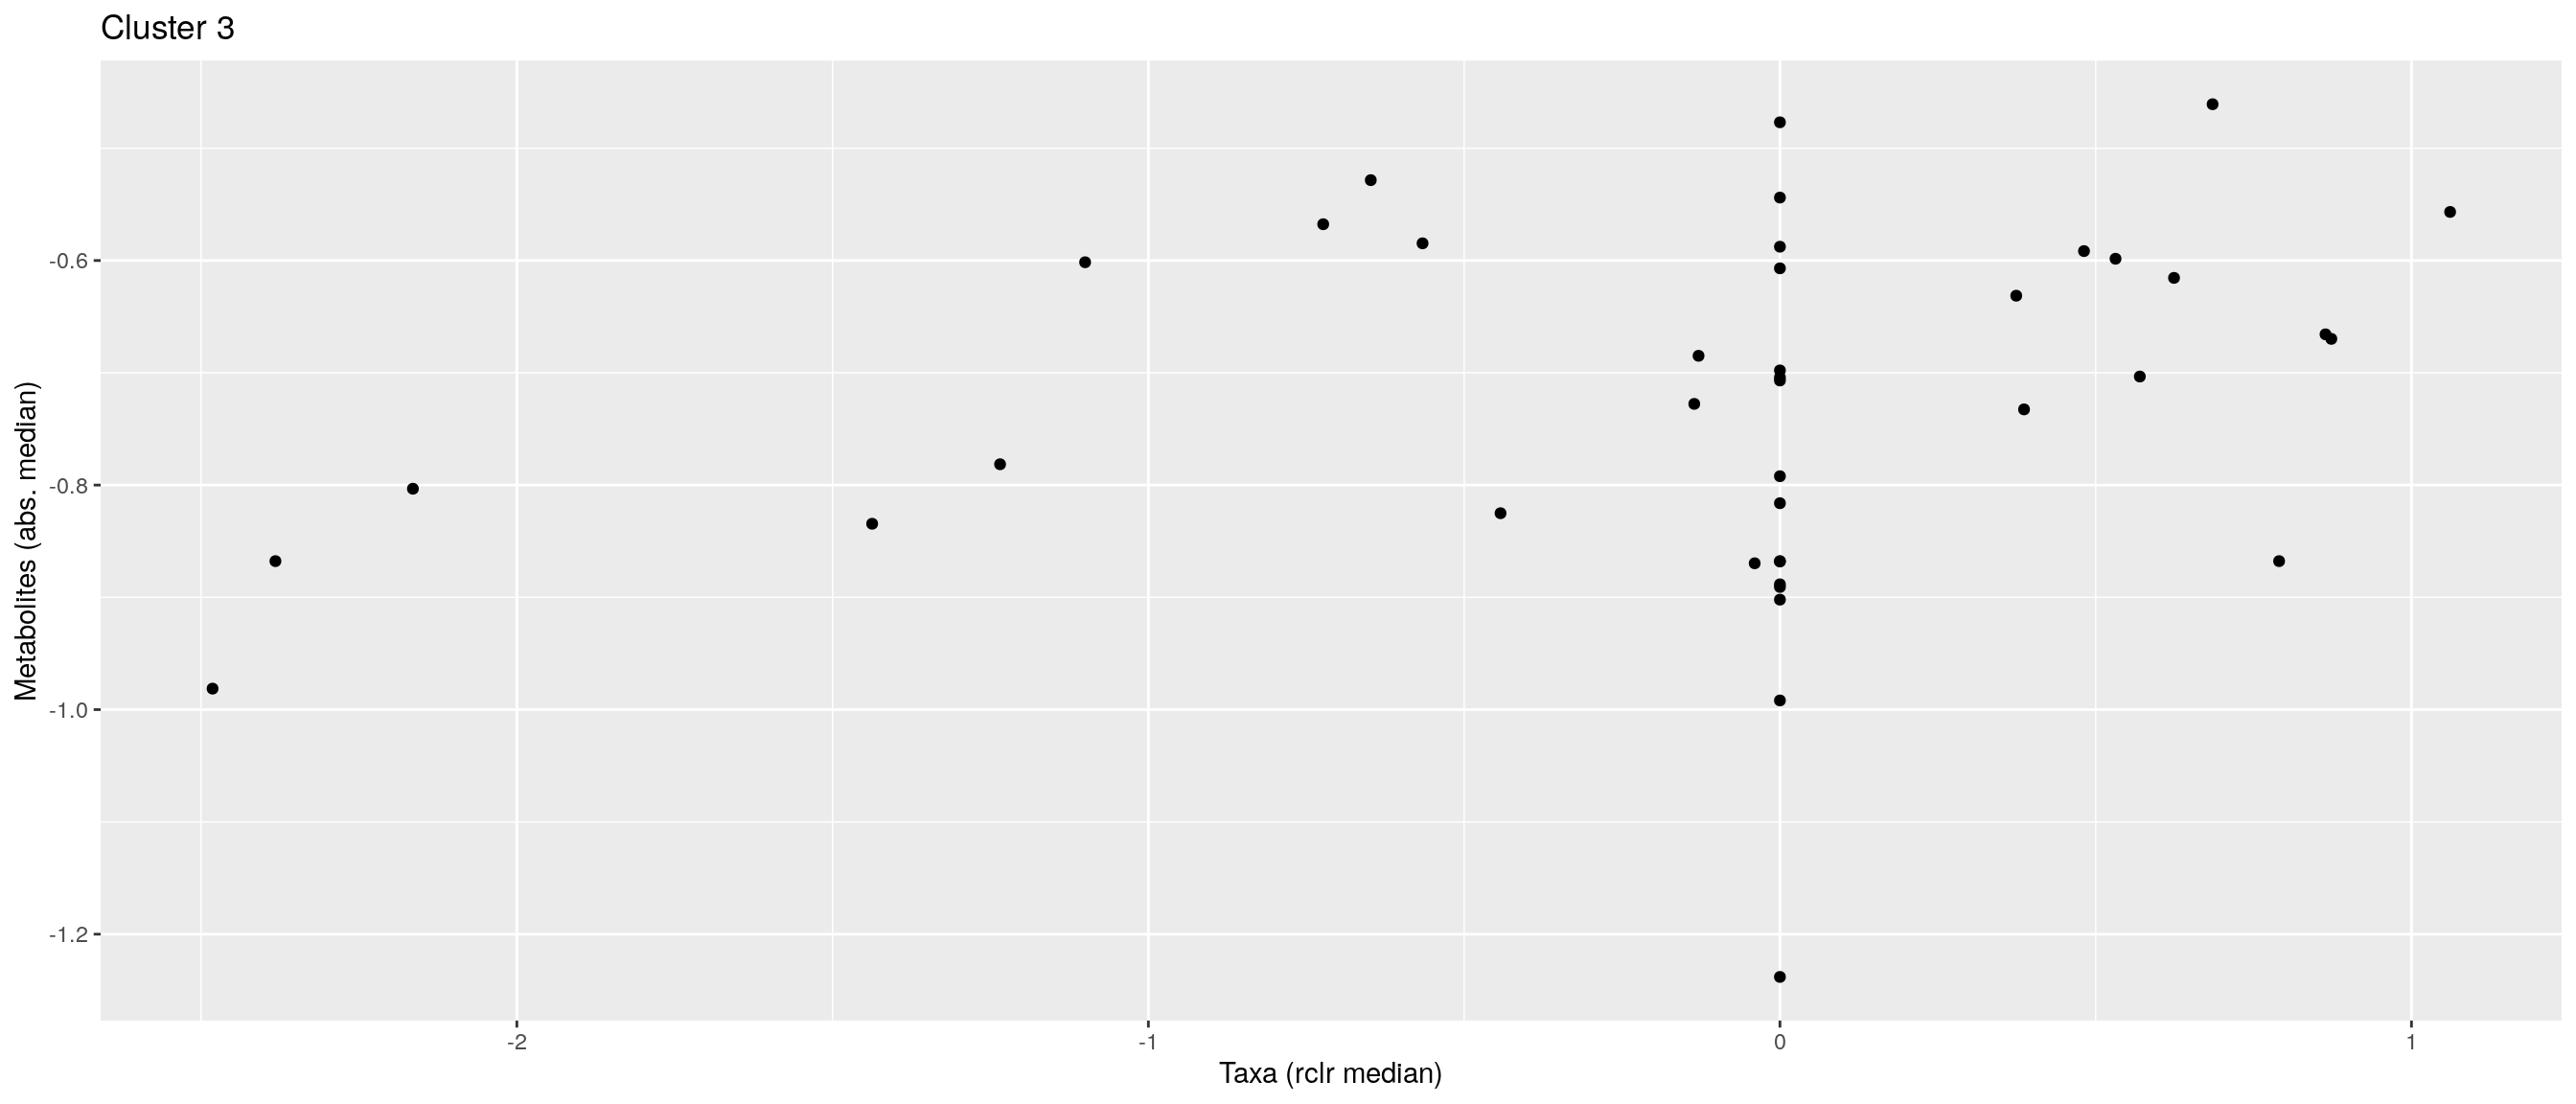 Cluster 3
Metabolites (abs. median)
-0.6
-0.8
-1.0
-1.2
-2
-1
0
1
Taxa (rclr median)